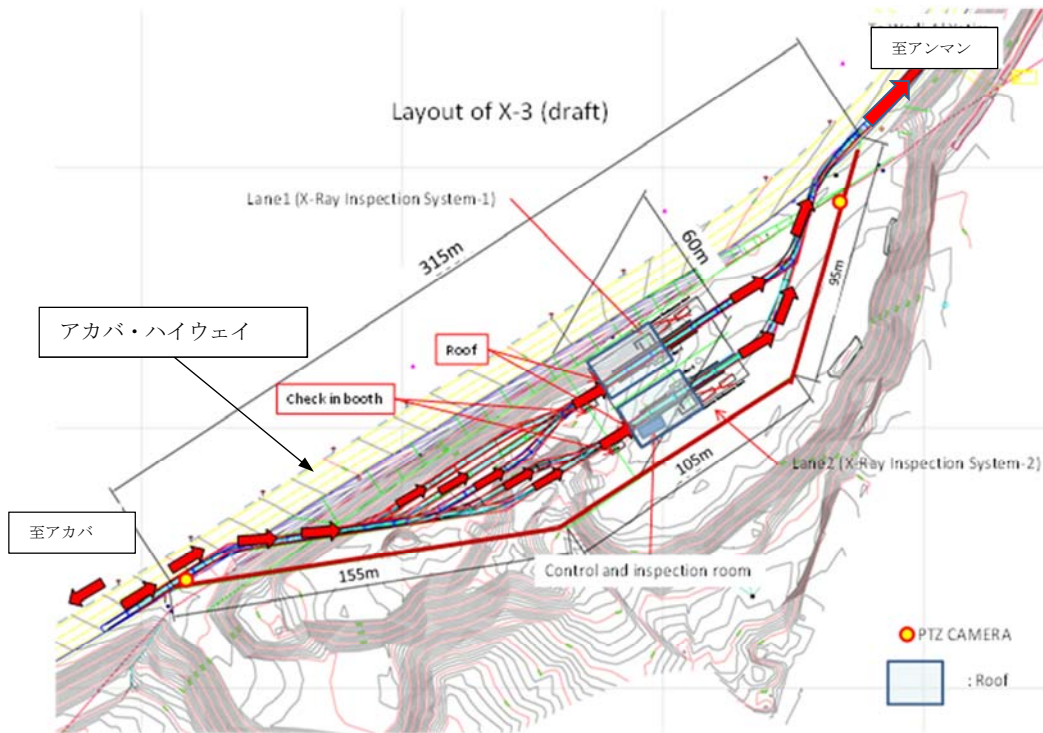 至アンマン
Layout of X-3 (draft)
Lane1 (X-Ray Inspection System-1)
315m
60m
95m
アカバ・ハイウェイ
Roof
Check in booth
105m
Lane2 (X-Ray Inspection System-2)
至アカバ
155m
Control and inspection room
PTZ CAMERA
: Roof